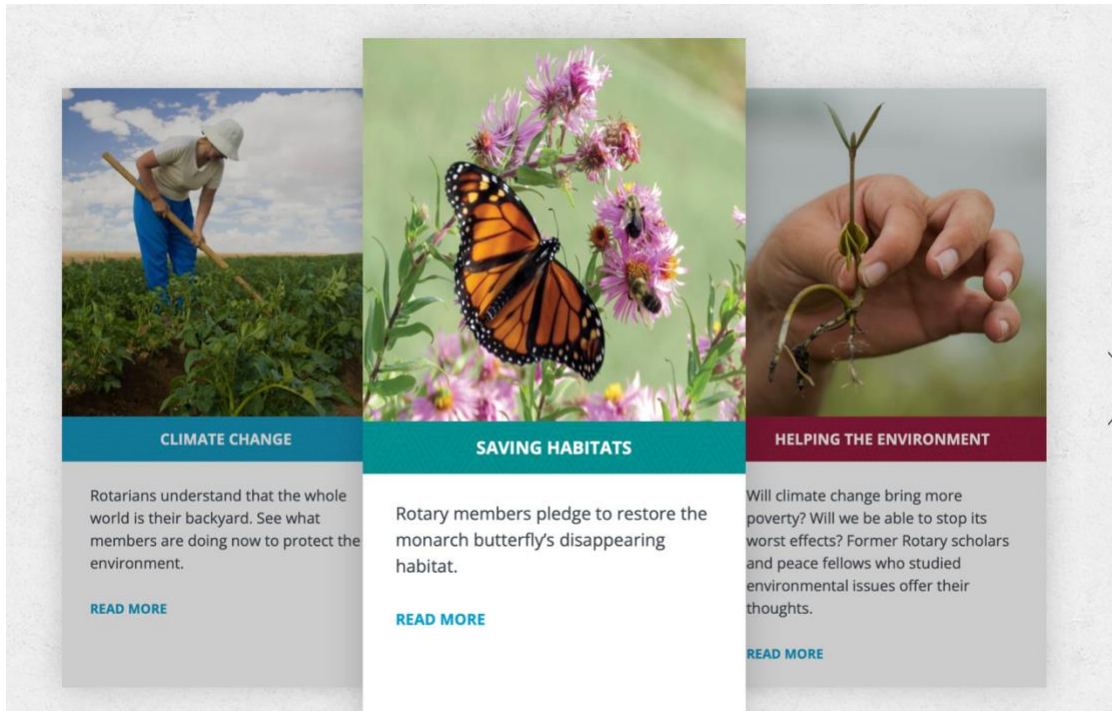 CLIMATE CHANGE
Rotarians understand that the whole
world is their backyard. See what
members are doing now to protect the
environment.
READ MORE
SAVING HABITATS
Rotary members pledge to restore the
monarch butterfly’s disappearing
habitat.
READ MORE
HELPING THE ENVIRONMENT
Will climate change bring more
poverty? Will we be able to stop its
worst effects? Former Rotary scholars
and peace fellows who studied
environmental issues offer their
thoughts.
READ MORE